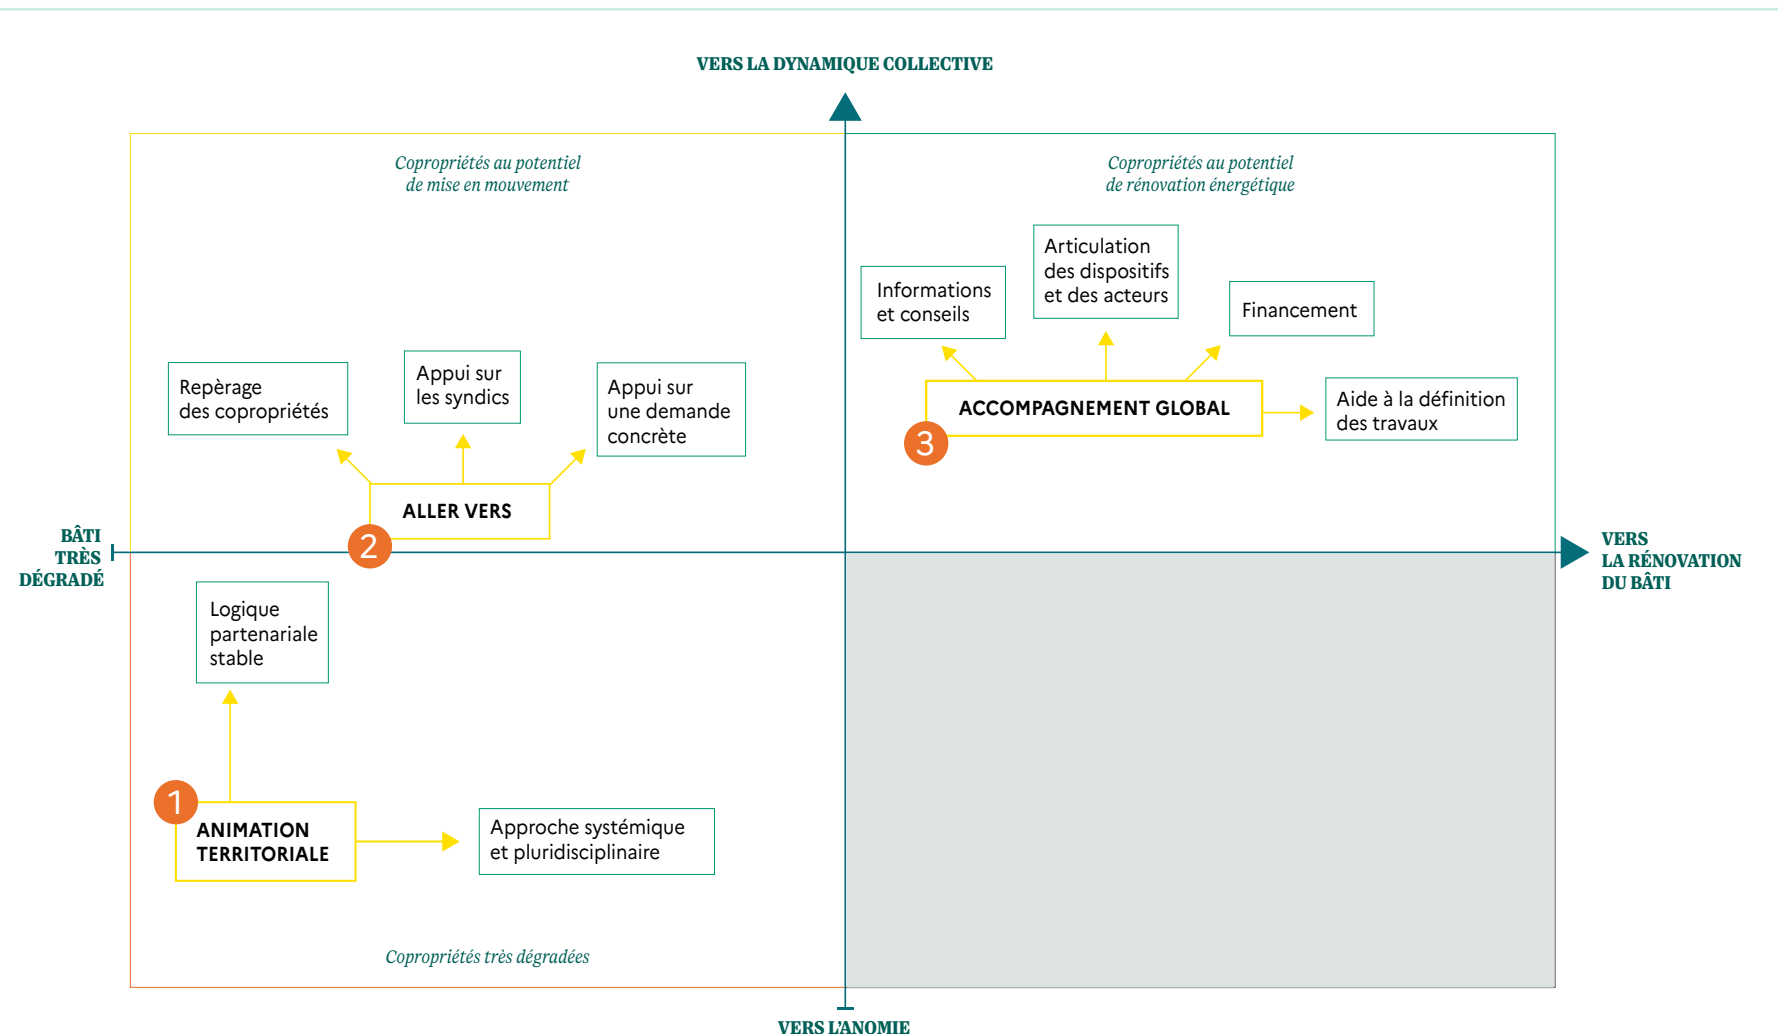 VERS LA DYNAMIQUE COLLECTIVE
Copropriétés au potentiel
de mise en mouvement
Copropriétés au potentiel
de rénovation énergétique
Informations
et conseils
Articulation
des dispositifs
et des acteurs
Financement
ACCOMPAGNEMENT GLOBAL
3
Aide à la définition
des travaux
Repèrage
des copropriétés
Appui sur
les syndics
Appui sur
une demande
concrète
ALLER VERS
2
BÂTI
TRÈS
DÉGRADÉ
VERS
LA RÉNOVATION
DU BÂTI
Logique
partenariale
stable
1
ANIMATION
TERRITORIALE
Approche systémique
et pluridisciplinaire
Copropriétés très dégradées
VERS L'ANOMIE